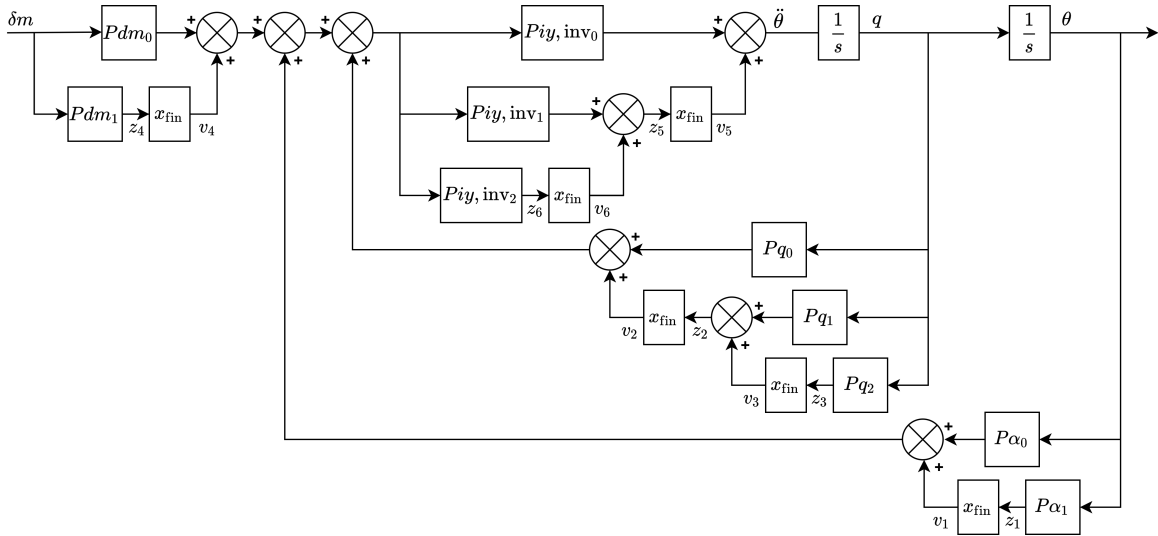 δm Pdm₀ + + + + + + Piy, inv₀ + θ̈ 1/s q 1/s θ
+ + + +
Pdm₁ z₄ x_fin v₄ Piy, inv₁ + z₅ x_fin v₅
+
Piy, inv₂ z₆ x_fin v₆
+ Pq₀
+
v₂ x_fin z₂ + Pq₁
+
v₃ x_fin z₃ Pq₂
+ Pα₀
+
v₁ x_fin z₁ Pα₁